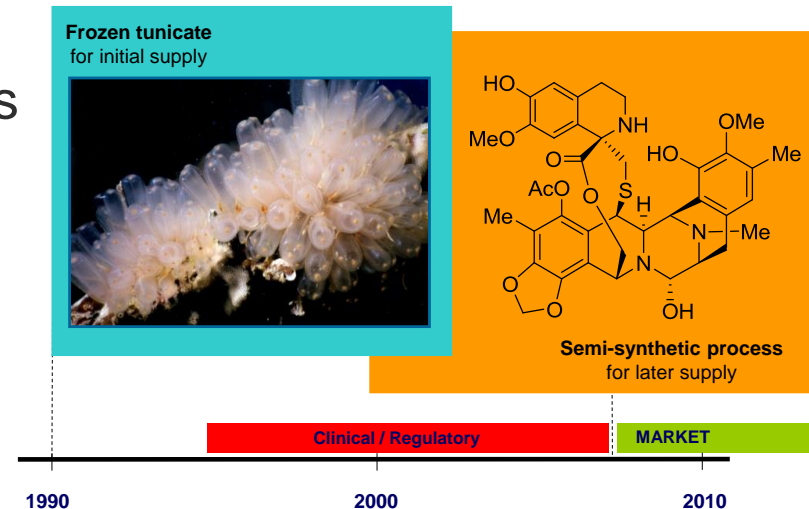 s
Frozen tunicate
for initial supply
HO
MeO
NH
O
O
AcO
S
H
Me
O
O
N
OH
HO
OMe
Me
N
Me
Semi-synthetic process
for later supply
Clinical / Regulatory
MARKET
1990
2000
2010